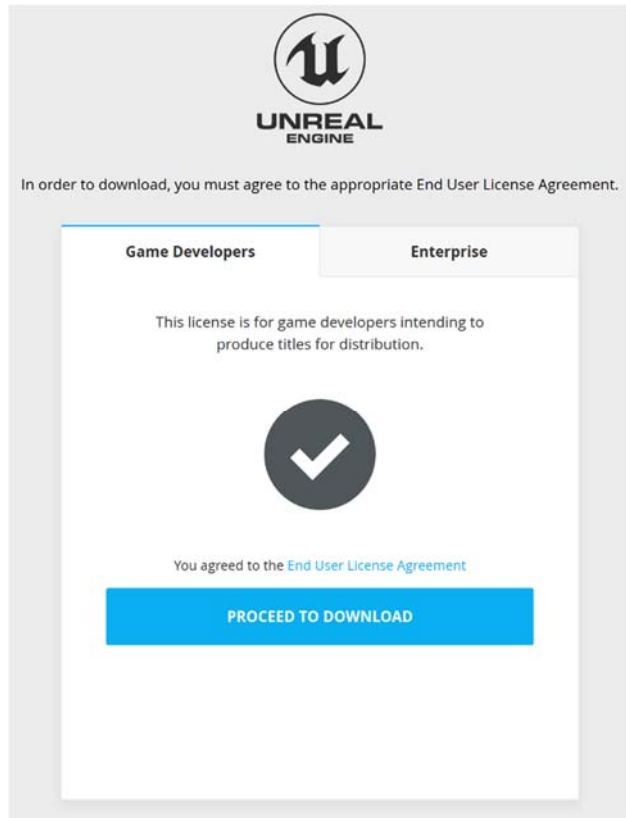 UNREAL
ENGINE
In order to download, you must agree to the appropriate End User License Agreement.
Game Developers
Enterprise
This license is for game developers intending to
produce titles for distribution.
You agreed to the End User License Agreement
PROCEED TO DOWNLOAD